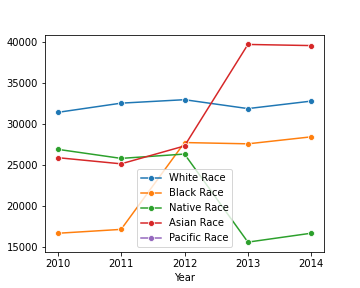 40000
35000
30000
25000
20000
15000
White Race
Black Race
Native Race
Asian Race
Pacific Race
2010 2011 2012 2013 2014
Year